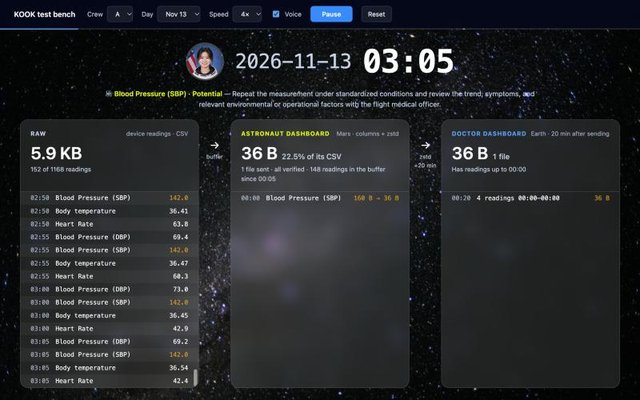 KOOK test bench Crew A Day Nov 13 Speed 4× Voice Pause Reset
2026-11-13 03:05
Blood Pressure (SBP) · Potential — Repeat the measurement under standardized conditions and review the trend, symptoms, and
relevant environmental or operational factors with the flight medical officer.
RAW device readings · CSV
5.9 KB
152 of 1168 readings
02:50 Blood Pressure (SBP) 142.0
02:50 Body temperature 36.41
02:50 Heart Rate 63.8
02:55 Blood Pressure (DBP) 69.4
02:55 Blood Pressure (SBP) 142.0
02:55 Body temperature 36.47
02:55 Heart Rate 60.3
03:00 Blood Pressure (DBP) 73.0
03:00 Blood Pressure (SBP) 142.0
03:00 Body temperature 36.45
03:00 Heart Rate 42.9
03:05 Blood Pressure (DBP) 69.2
03:05 Blood Pressure (SBP) 142.0
03:05 Body temperature 36.54
03:05 Heart Rate 42.4
→
buffer
ASTRONAUT DASHBOARD Mars · columns + zstd
36 B 22.5% of its CSV
1 file sent · all verified · 148 readings in the buffer
since 00:05
00:00 Blood Pressure (SBP) 160 B → 36 B
→
zstd
+20 min
DOCTOR DASHBOARD Earth · 20 min after sending
36 B 1 file
Has readings up to 00:00
00:20 4 readings 00:00–00:00 36 B